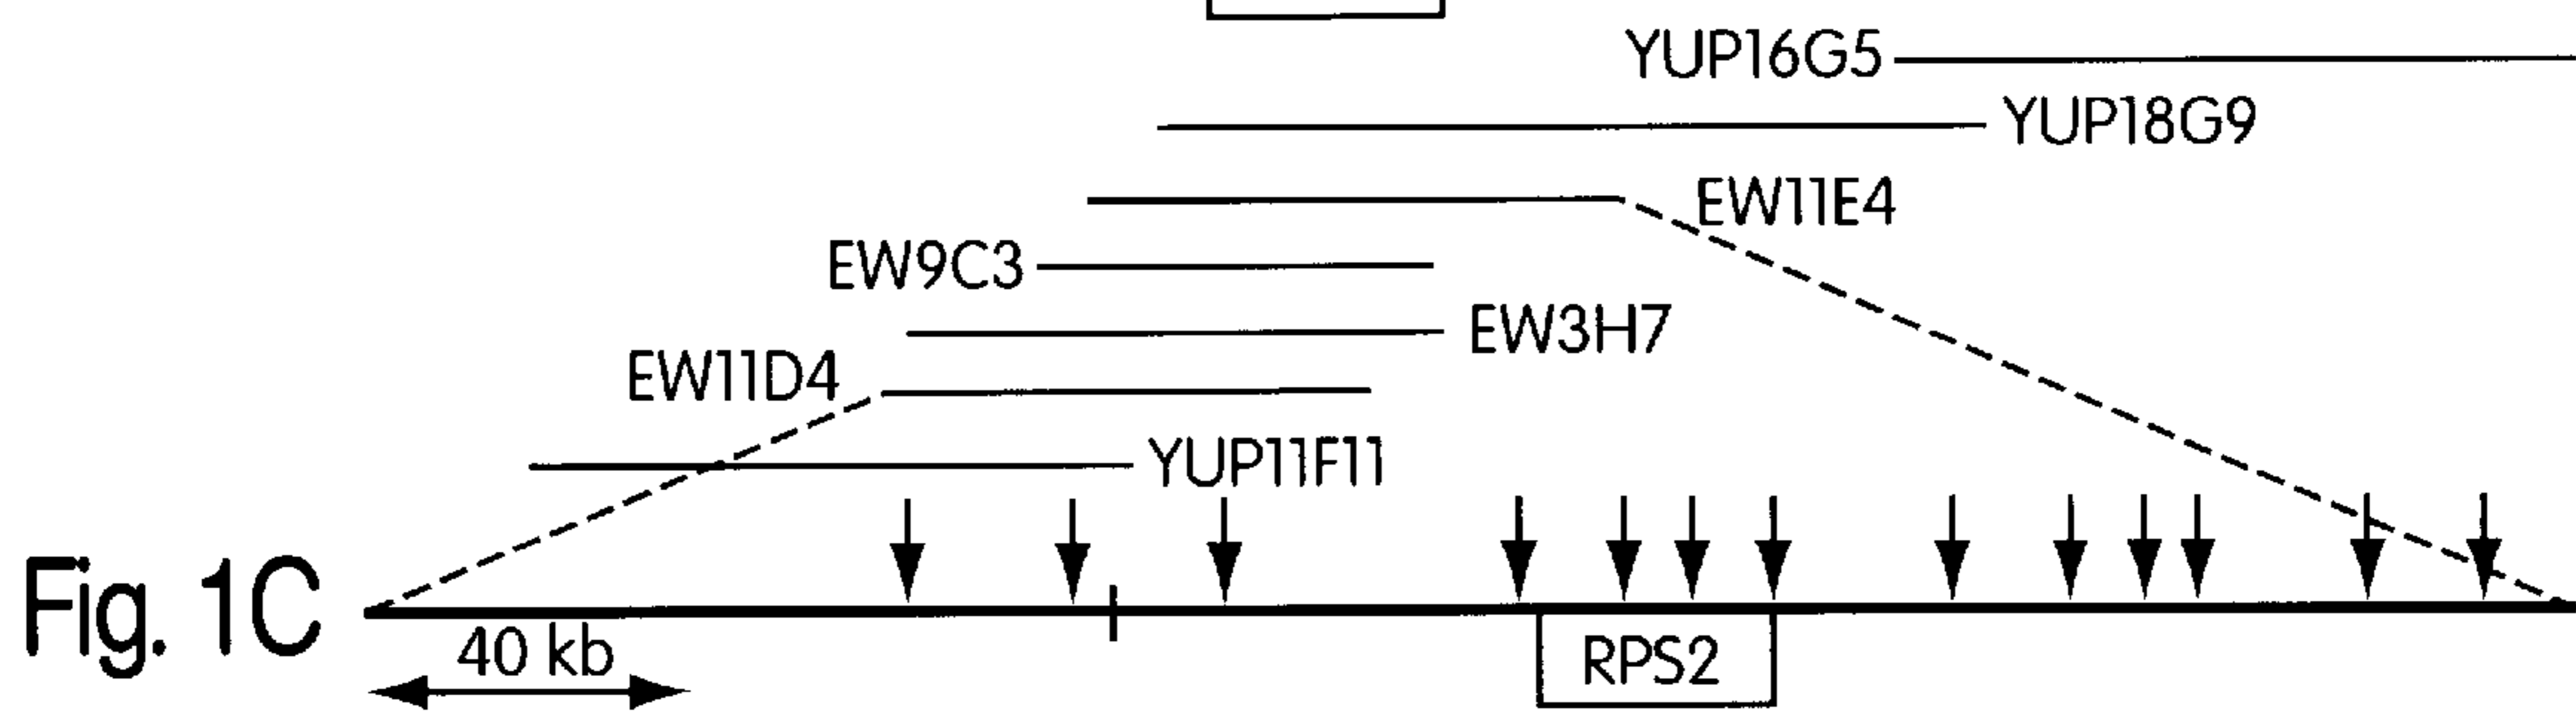 YUP16G5
YUP18G9
EW11E4
EW9C3
EW3H7
EW11D4
YUP11F11
Fig. 1C
40 kb
RPS2